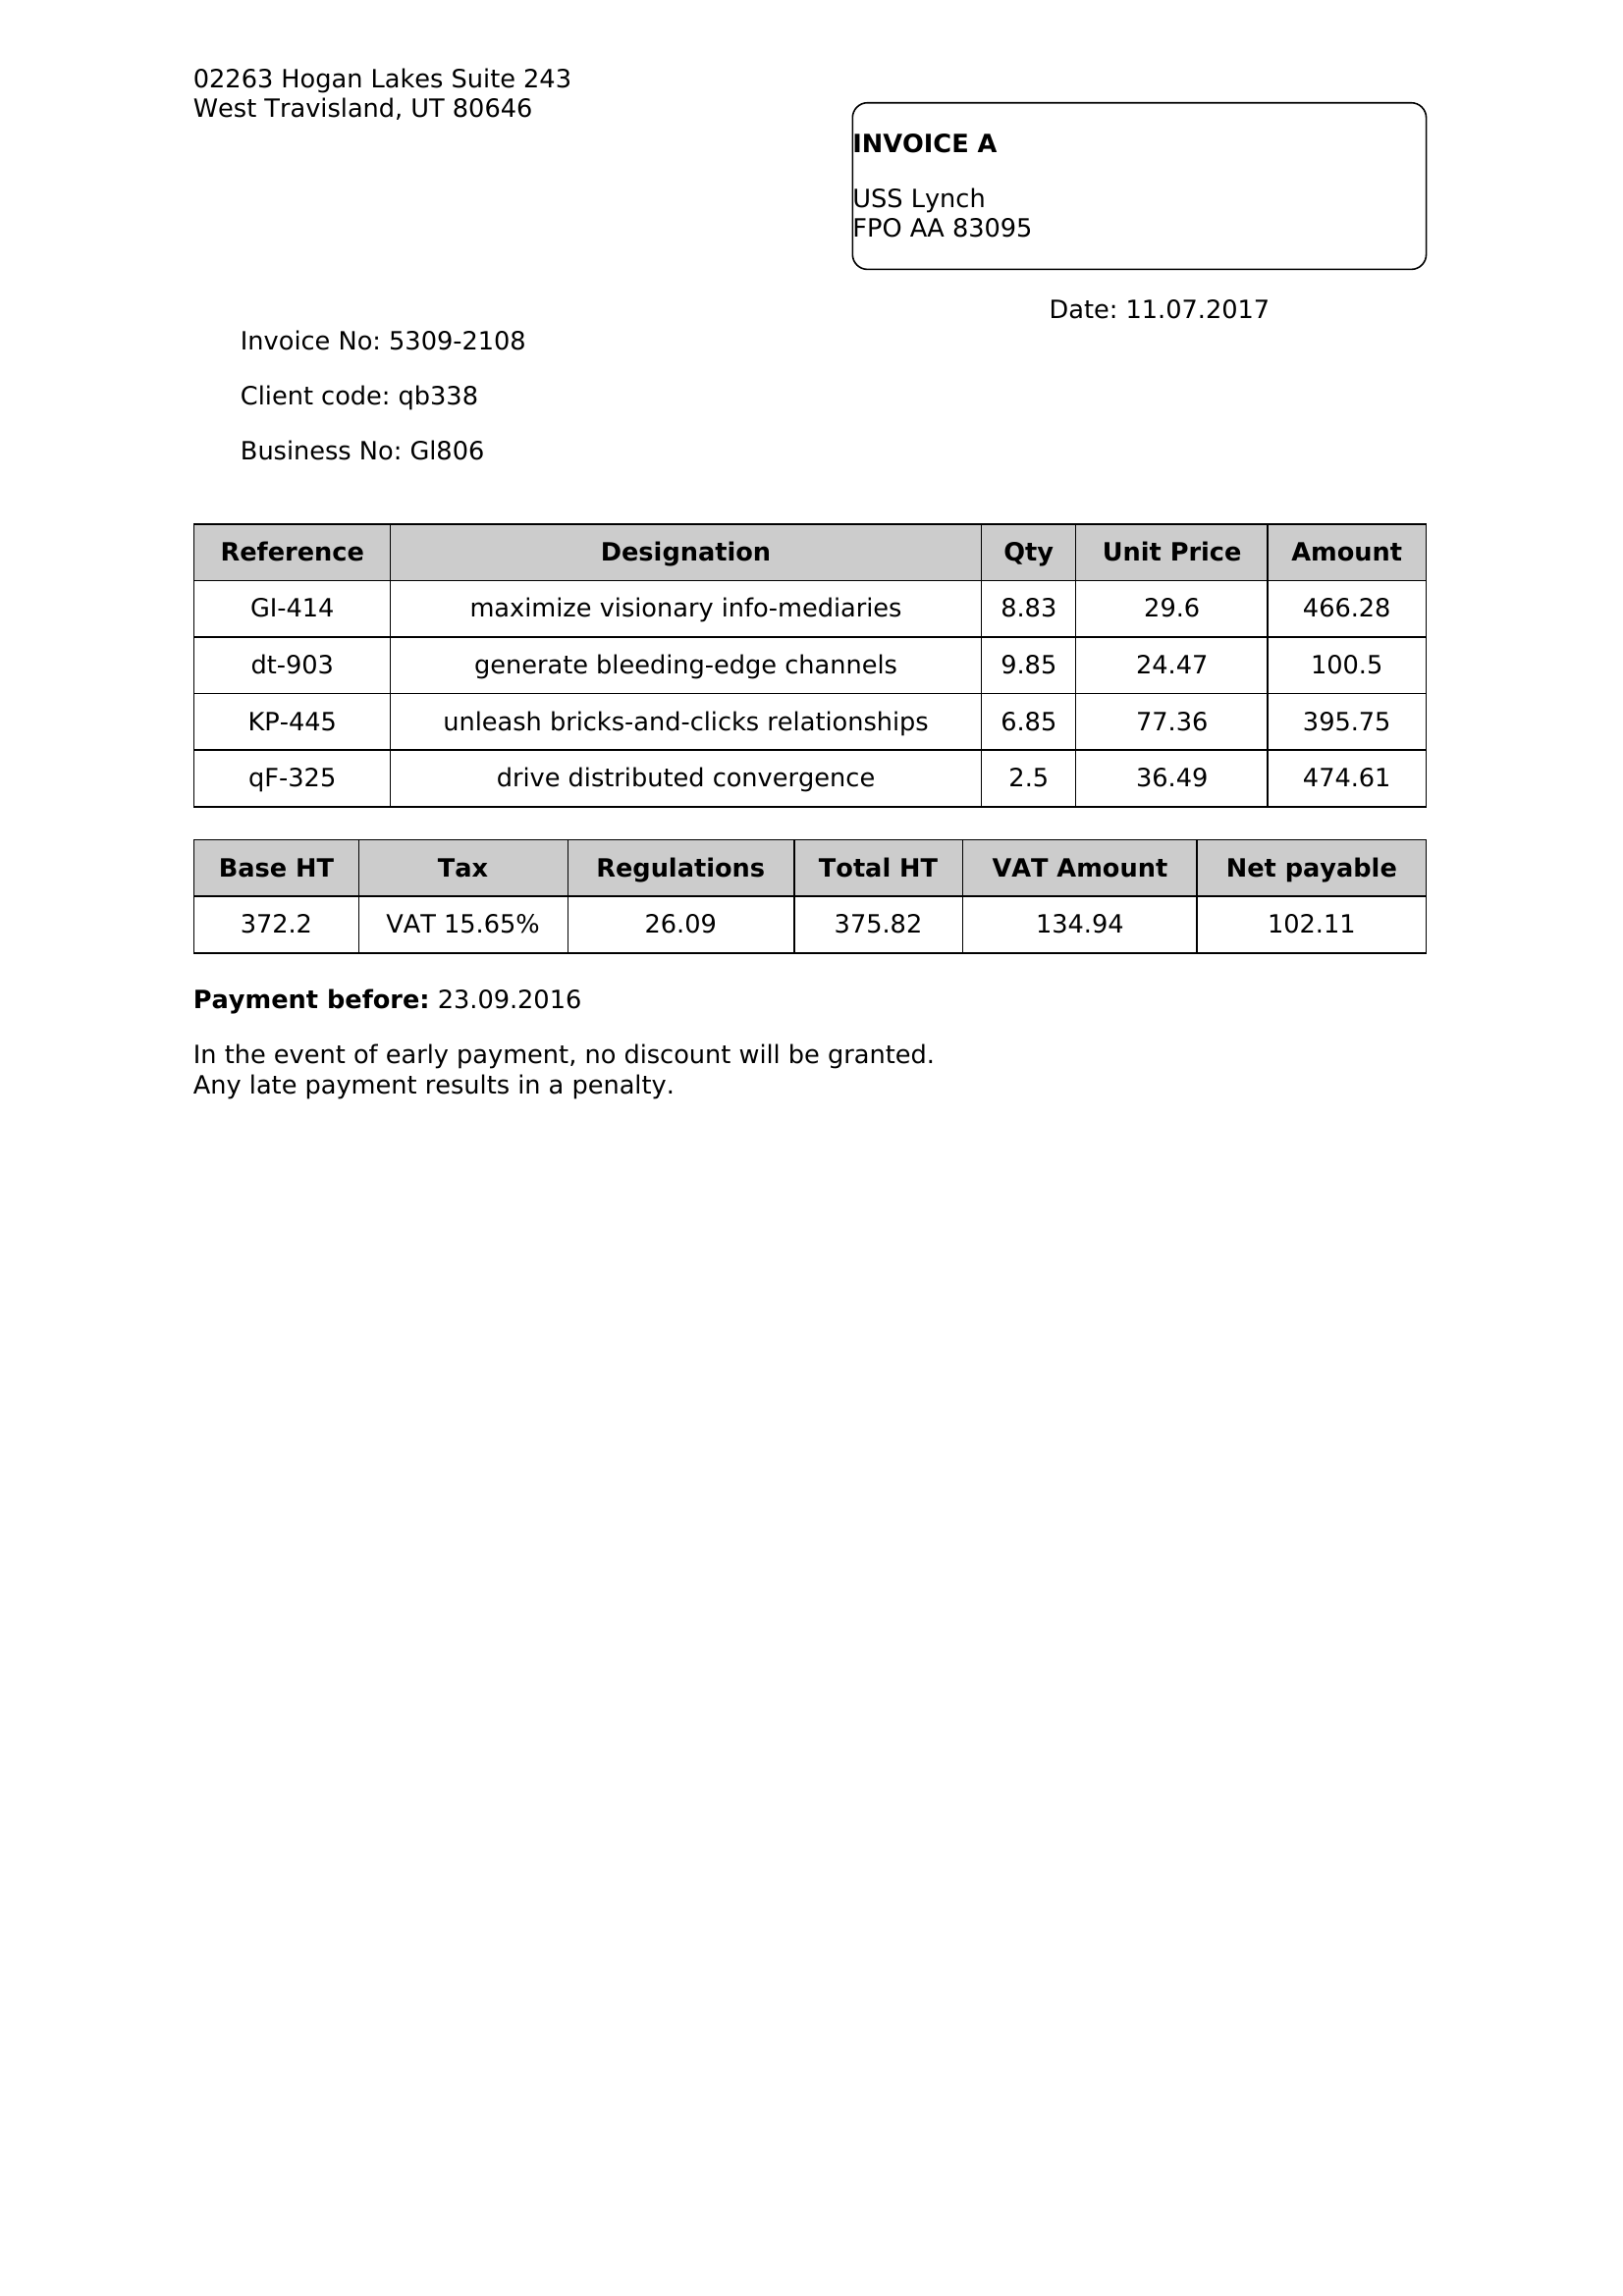 02263 Hogan Lakes Suite 243
West Travisland, UT 80646
INVOICE A
USS Lynch
FPO AA 83095
Date: 11.07.2017
Invoice No: 5309-2108
Client code: qb338
Business No: Gl806
Reference Designation Qty Unit Price Amount
Gl-414 maximize visionary info-mediaries 8.83 29.6 466.28
dt-903 generate bleeding-edge channels 9.85 24.47 100.5
KP-445 unleash bricks-and-clicks relationships 6.85 77.36 395.75
qF-325 drive distributed convergence 2.5 36.49 474.61
Base HT Tax Regulations Total HT VAT Amount Net payable
372.2 VAT 15.65% 26.09 375.82 134.94 102.11
Payment before: 23.09.2016
In the event of early payment, no discount will be granted.
Any late payment results in a penalty.